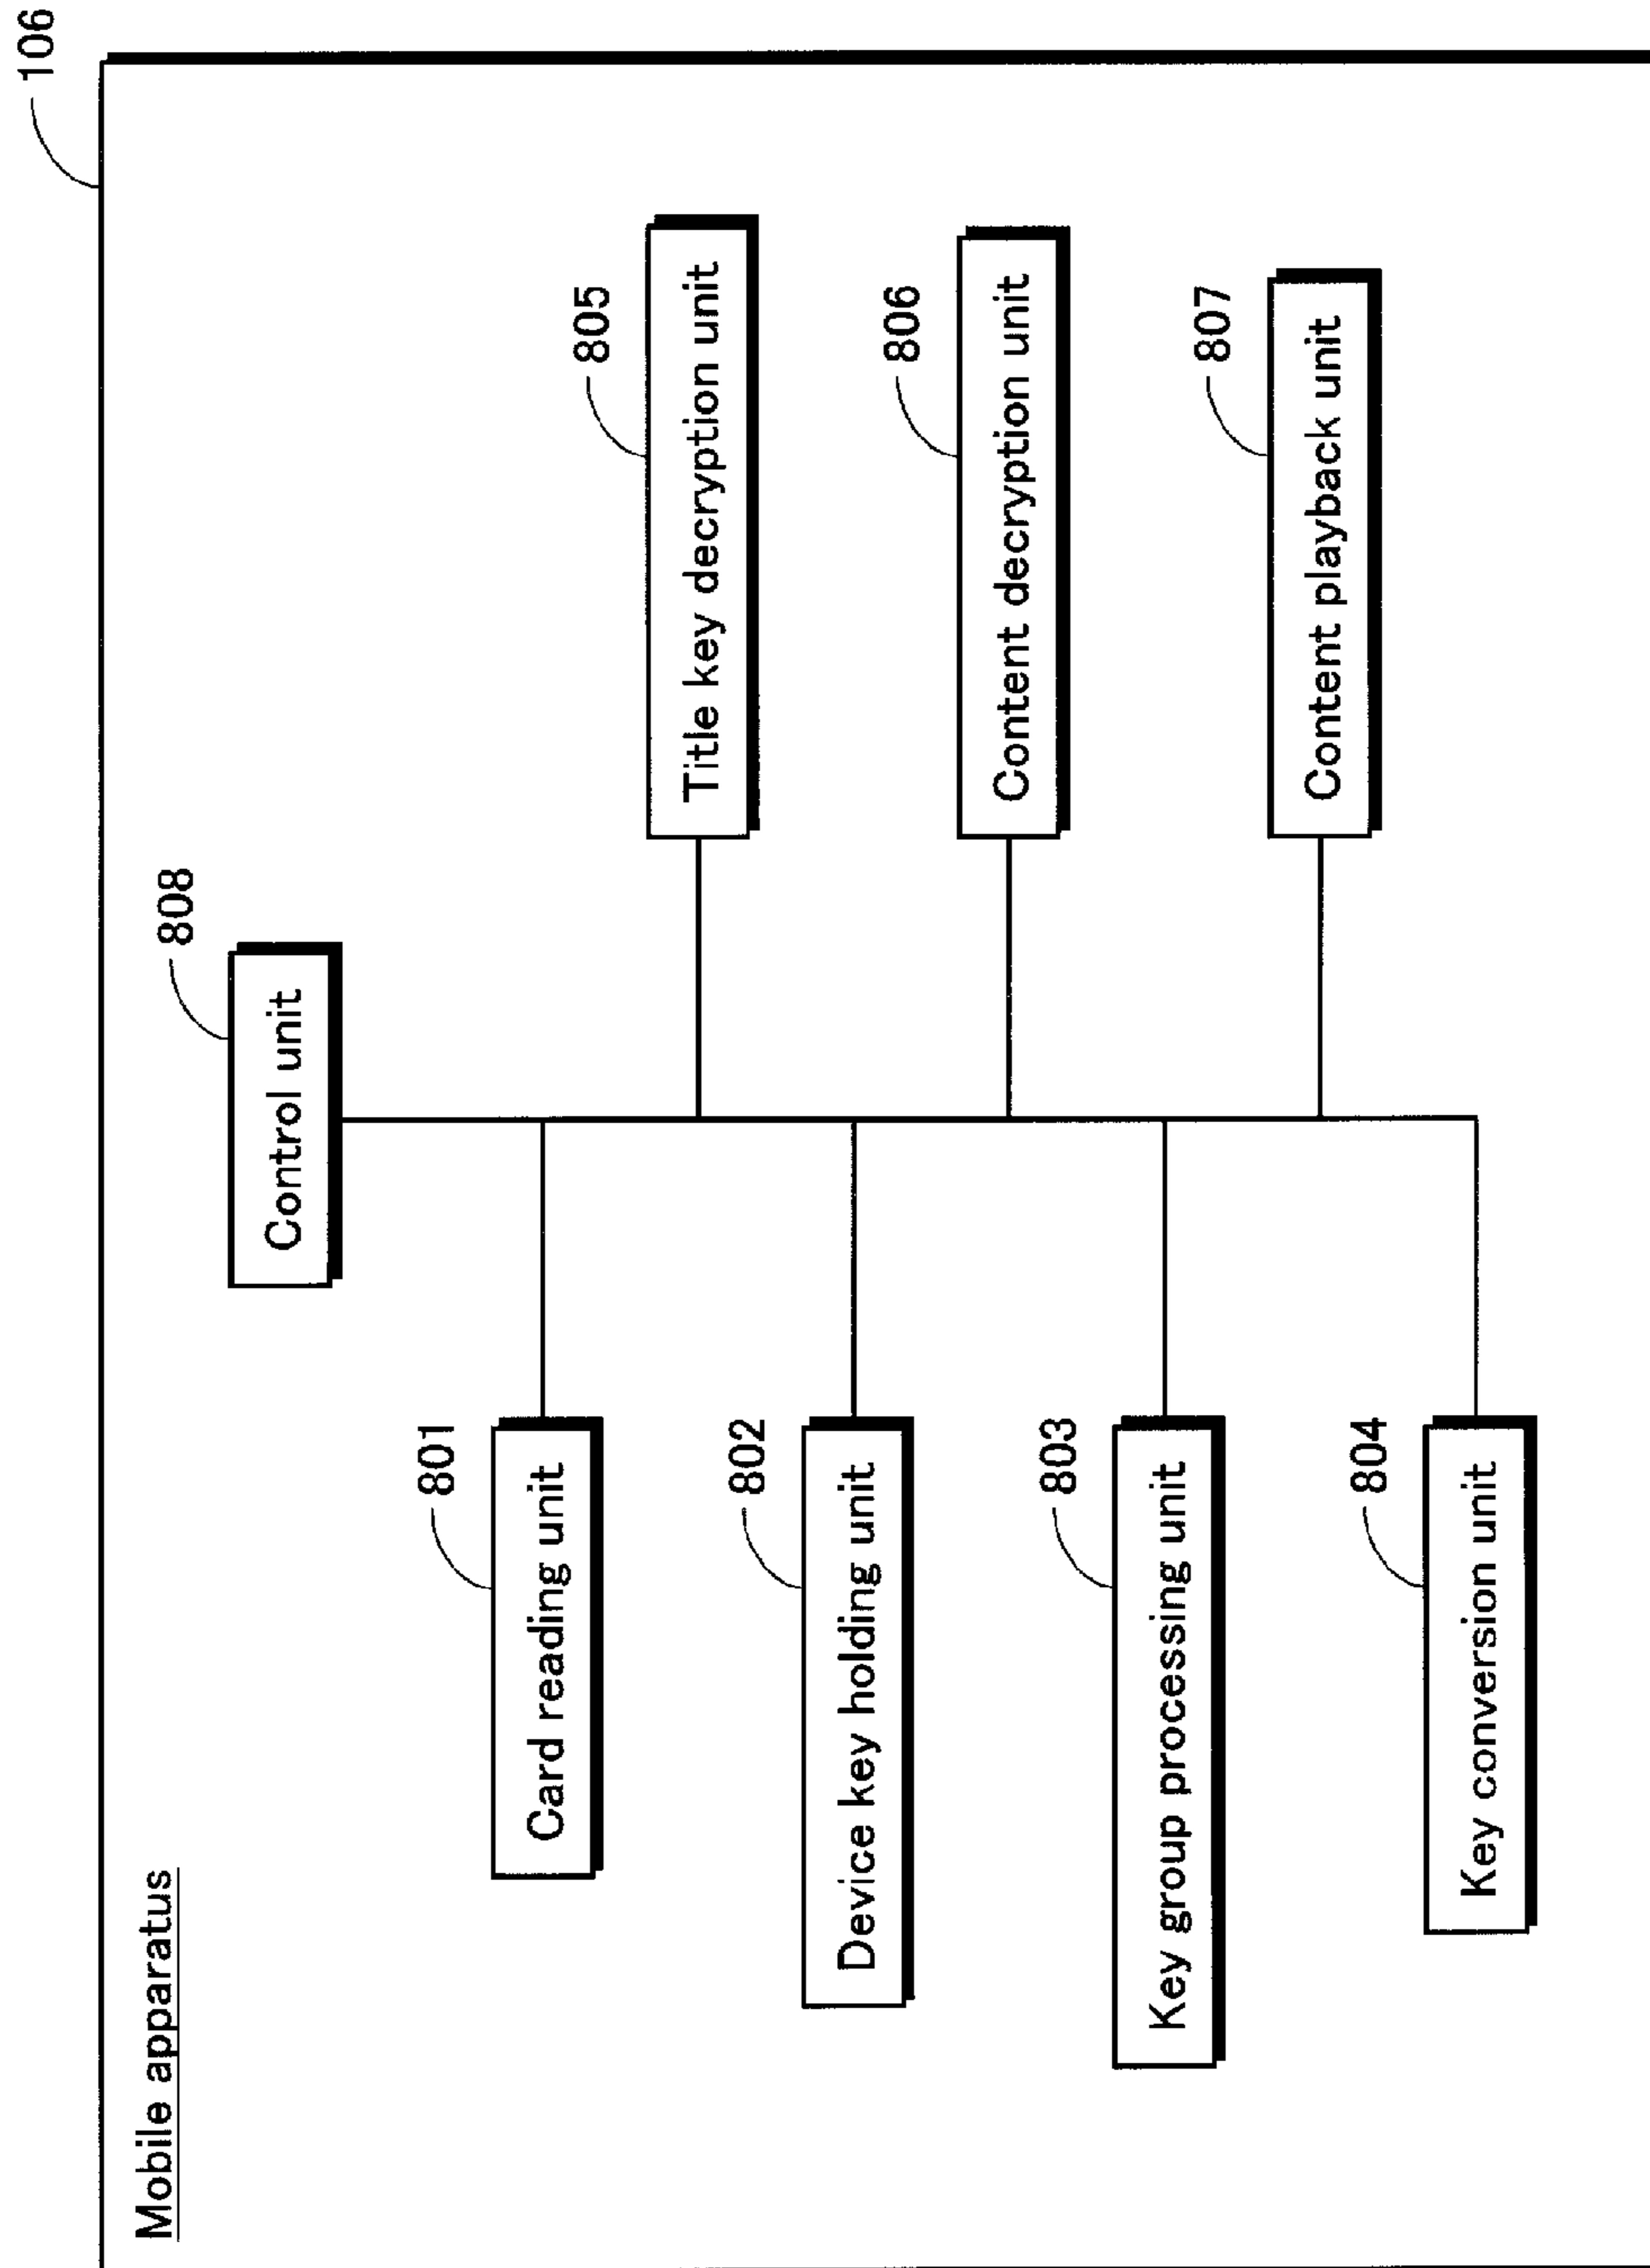 106
Mobile apparatus
808
Control unit
801
Card reading unit
805
Title key decryption unit
802
Device key holding unit
806
Content decryption unit
803
Key group processing unit
807
Content playback unit
804
Key conversion unit